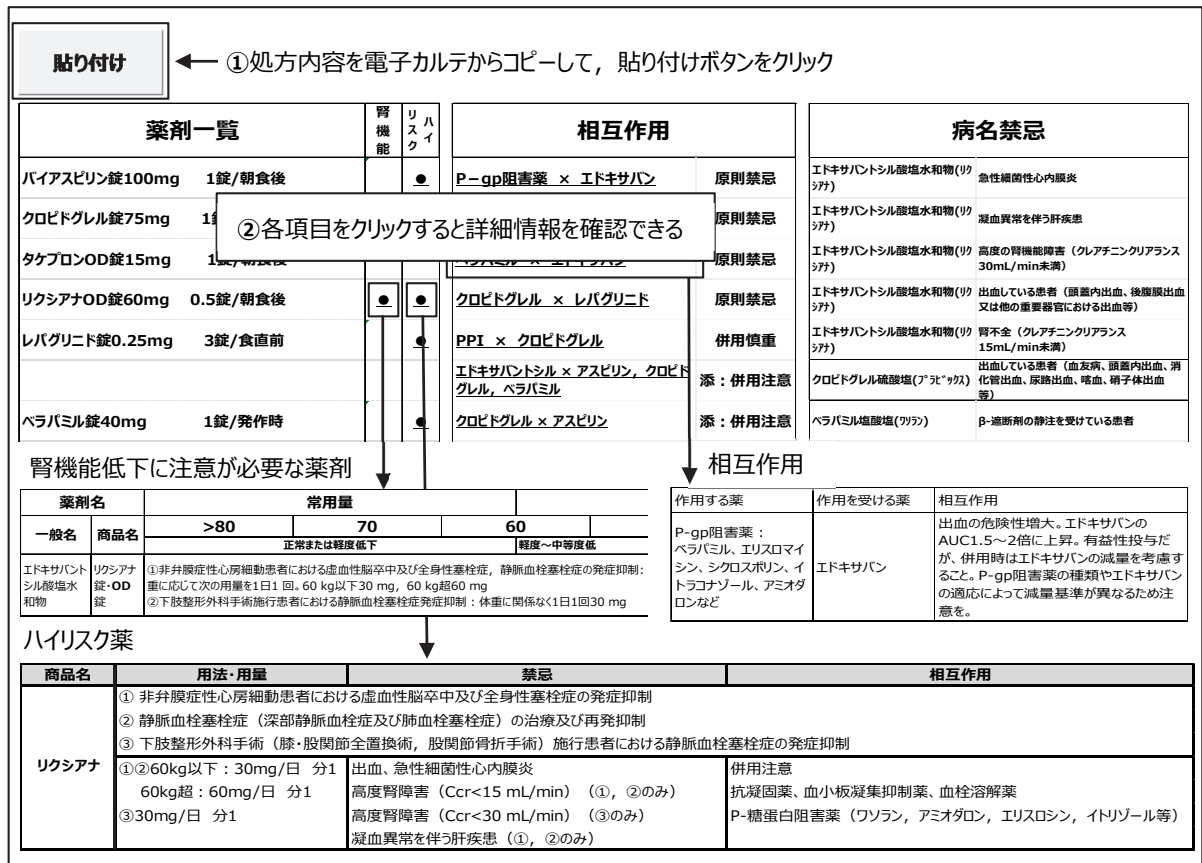 貼り付け
①処方内容を電子カルテからコピーして，貼り付けボタンをクリック
薬剤一覧
腎機能
ハイリスク
相互作用
病名禁忌
バイアスピリン錠100mg 1錠/朝食後 ●
P－gp阻害薬 × エドキサバン 原則禁忌
エドキサバントシル酸塩水和物(ﾘｸｼｱﾅ) 急性細菌性心内膜炎
クロピドグレル錠75mg
原則禁忌
エドキサバントシル酸塩水和物(ﾘｸｼｱﾅ) 凝血異常を伴う肝疾患
②各項目をクリックすると詳細情報を確認できる
タケプロンOD錠15mg
原則禁忌
エドキサバントシル酸塩水和物(ﾘｸｼｱﾅ) 高度の腎機能障害（クレアチニンクリアランス
30mL/min未満）
リクシアナOD錠60mg 0.5錠/朝食後 ● ●
クロピドグレル × レパグリニド 原則禁忌
エドキサバントシル酸塩水和物(ﾘｸｼｱﾅ) 出血している患者（頭蓋内出血、後腹膜出血
又は他の重要器官における出血等）
レパグリニド錠0.25mg 3錠/食直前 ●
PPI × クロピドグレル 併用慎重
エドキサバントシル酸塩水和物(ﾘｸｼｱﾅ) 腎不全（クレアチニンクリアランス
15mL/min未満）
エドキサバントシル × アスピリン，クロピド
グレル，ベラパミル 添：併用注意
クロピドグレル硫酸塩(ﾌﾟﾗﾋﾞｯｸｽ) 出血している患者（血友病、頭蓋内出血、消
化管出血、尿路出血、喀血、硝子体出血
等）
ベラパミル錠40mg 1錠/発作時 ●
クロピドグレル × アスピリン 添：併用注意
ベラパミル塩酸塩(ﾜｿﾗﾝ) β-遮断剤の静注を受けている患者
腎機能低下に注意が必要な薬剤
薬剤名 常用量
一般名 商品名 >80 70 60
正常または軽度低下 軽度～中等度低
エドキサバント
シル酸塩水
和物
リクシアナ
錠・OD
錠
①非弁膜症性心房細動患者における虚血性脳卒中及び全身性塞栓症，静脈血栓塞栓症の発症抑制：
重に応じて次の用量を1日1 回。60 kg以下30 mg，60 kg超60 mg
②下肢整形外科手術施行患者における静脈血栓塞栓症発症抑制：体重に関係なく1日1回30 mg
相互作用
作用する薬 作用を受ける薬 相互作用
P-gp阻害薬：
ベラパミル、エリスロマイ
シン、シクロスポリン、イ
トラコナゾール、アミオダ
ロンなど
エドキサバン
出血の危険性増大。エドキサバンの
AUC1.5～2倍に上昇。有益性投与だ
が、併用時はエドキサバンの減量を考慮す
ること。P-gp阻害薬の種類やエドキサバン
の適応によって減量基準が異なるため注
意を。
ハイリスク薬
商品名 用法・用量 禁忌 相互作用
リクシアナ
① 非弁膜症性心房細動患者における虚血性脳卒中及び全身性塞栓症の発症抑制
② 静脈血栓塞栓症（深部静脈血栓症及び肺血栓塞栓症）の治療及び再発抑制
③ 下肢整形外科手術（膝・股関節全置換術，股関節骨折手術）施行患者における静脈血栓塞栓症の発症抑制
①②60kg以下：30mg/日 分1
60kg超：60mg/日 分1
③30mg/日 分1
出血、急性細菌性心内膜炎
高度腎障害（Ccr<15 mL/min）（①，②のみ）
高度腎障害（Ccr<30 mL/min）（③のみ）
凝血異常を伴う肝疾患（①，②のみ）
併用注意
抗凝固薬、血小板凝集抑制薬、血栓溶解薬
P-糖蛋白阻害薬（ワソラン，アミオダロン，エリスロシン，イトリゾール等）